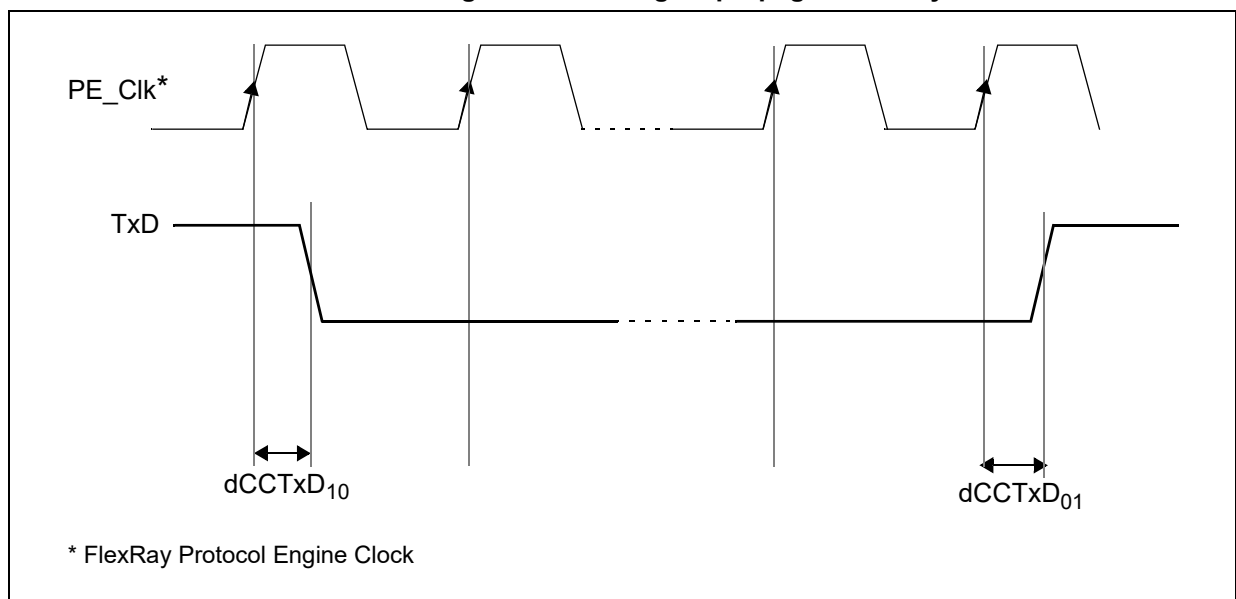 PE_Clk*
TxD
dCCTxD10
dCCTxD01
* FlexRay Protocol Engine Clock